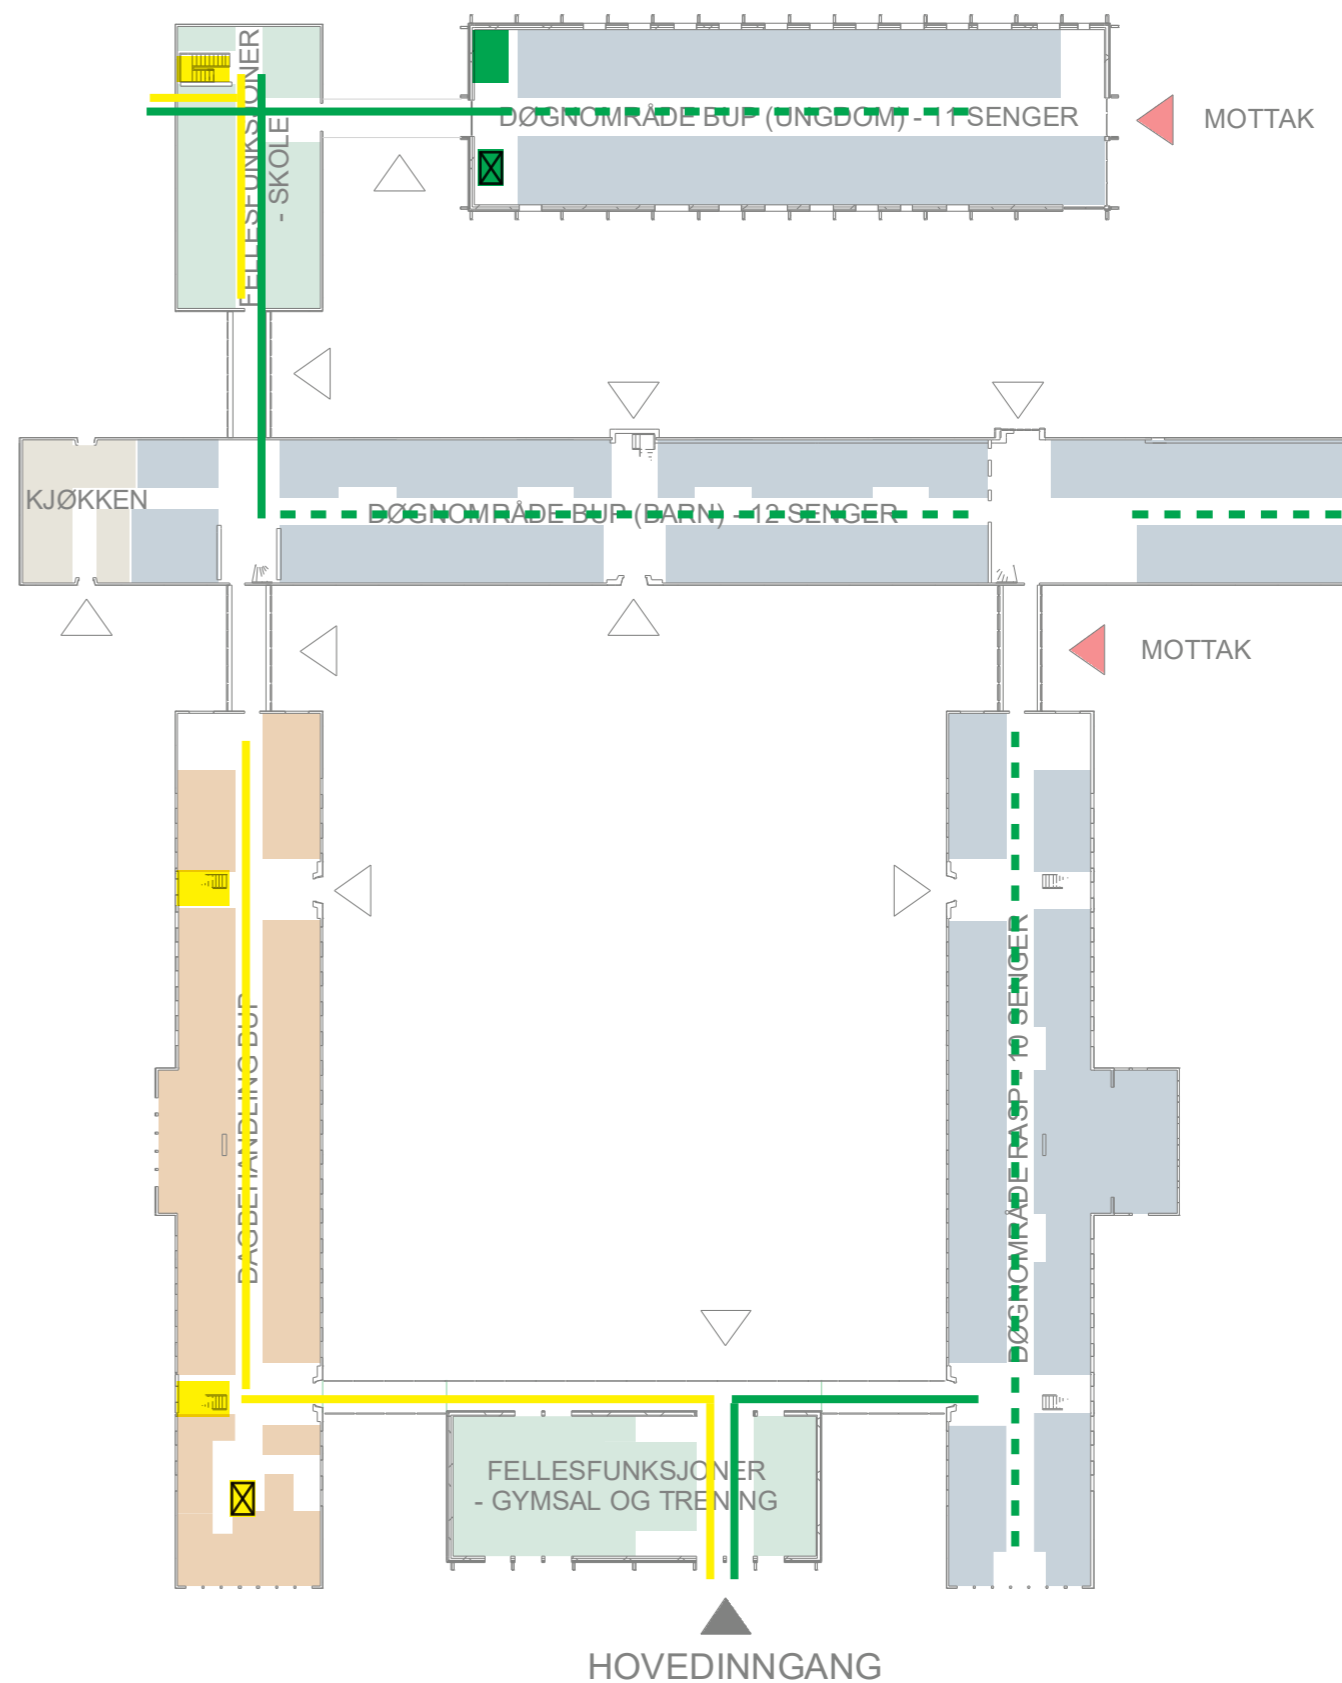 FELLESFUNKSJONER
- SKOLE
DØGNOMRÅDE BUP (UNGDOM) - 11 SENGER
MOTTAK
KJØKKEN
DØGNOMRÅDE BUP (BARN) - 12 SENGER
MOTTAK
DAGBEHANDLING BUP
DØGNOMRÅDE RASP - 10 SENGER
FELLESFUNKSJONER
- GYMSAL OG TRENING
HOVEDINNGANG